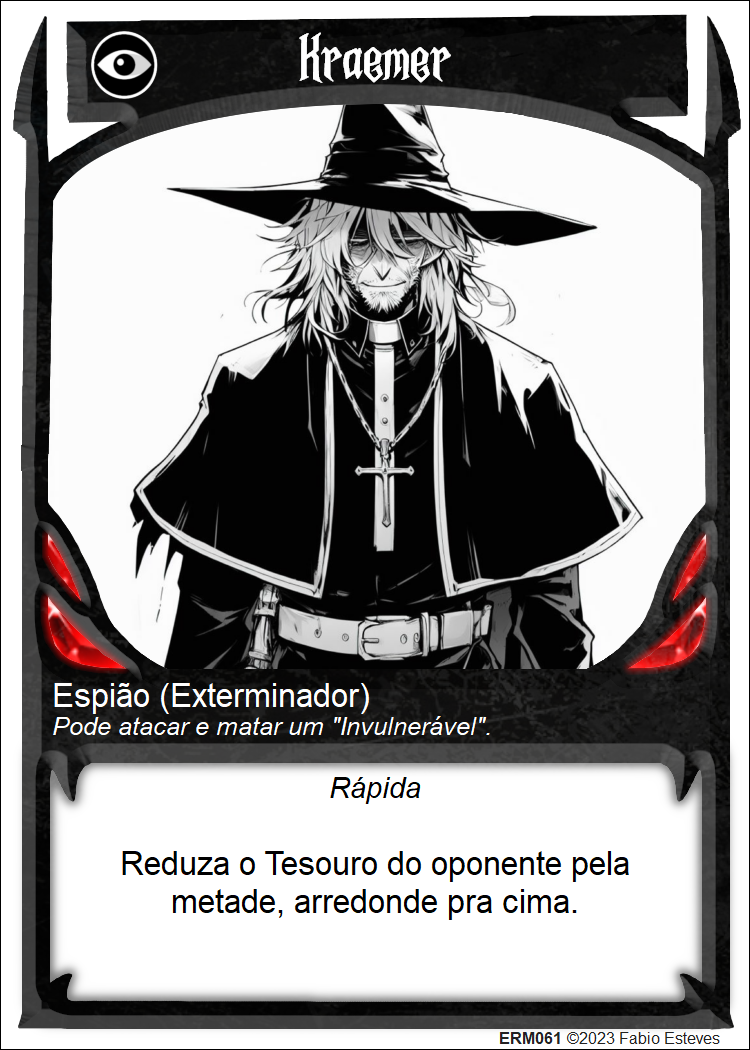 Kraemer
Espião (Exterminador)
Pode atacar e matar um "Invulnerável".
Rápida
Reduza o Tesouro do oponente pela
metade, arredonde pra cima.
ERM061 ©2023 Fabio Esteves